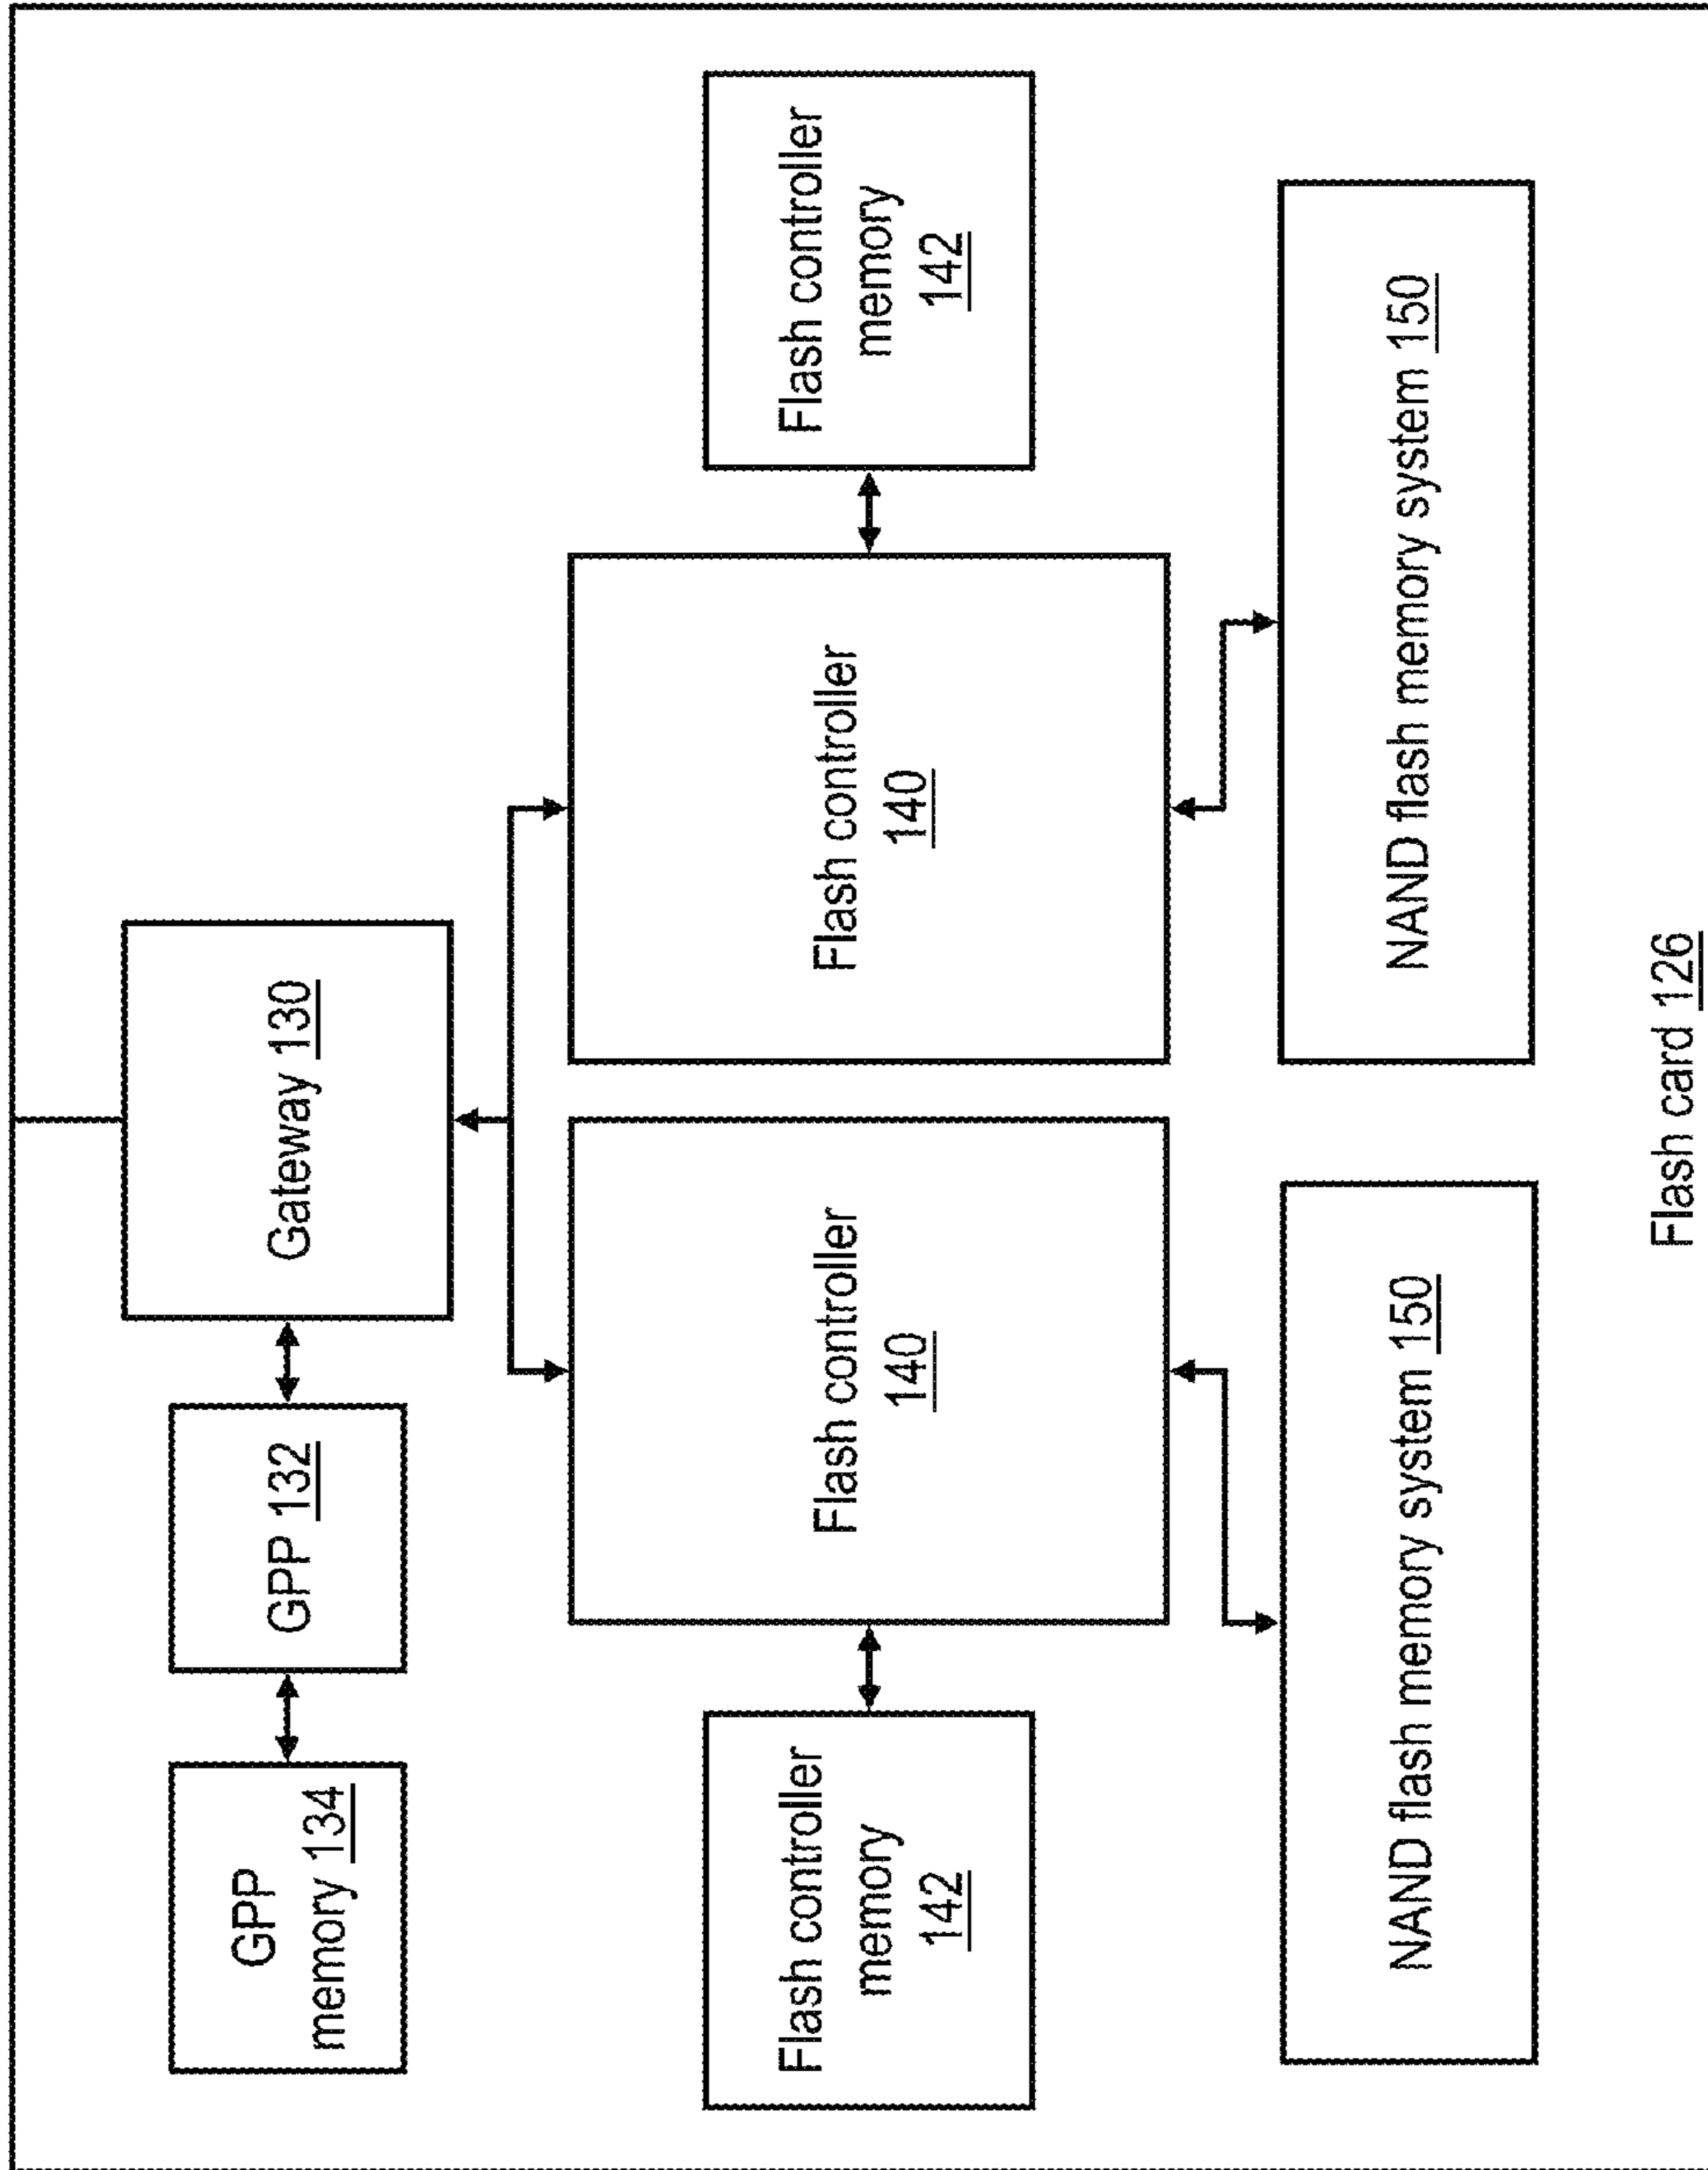 GPP
memory 134
GPP 132
Gateway 130
Flash controller
memory
142
Flash controller
140
Flash controller
140
Flash controller
memory
142
NAND flash memory system 150
NAND flash memory system 150
Flash card 126